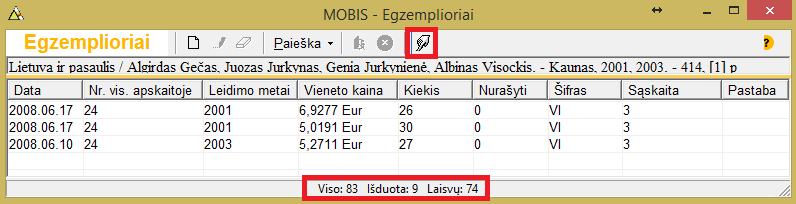 MOBIS - Egzemplioriai
Egzemplioriai Paieška ?
Lietuva ir pasaulis / Algirdas Gečas, Juozas Jurkynas, Genia Jurkynienė, Albinas Visockis. - Kaunas, 2001, 2003. - 414, [1] p
Data Nr. vis. apskaitoje Leidimo metai Vieneto kaina Kiekis Nurašyti Šifras Sąskaita Pastaba
2008.06.17 24 2001 6,9277 Eur 26 0 VI 3
2008.06.17 24 2001 5,0191 Eur 30 0 VI 3
2008.06.10 24 2003 5,2711 Eur 27 0 VI 3
Viso: 83 Išduota: 9 Laisvų: 74